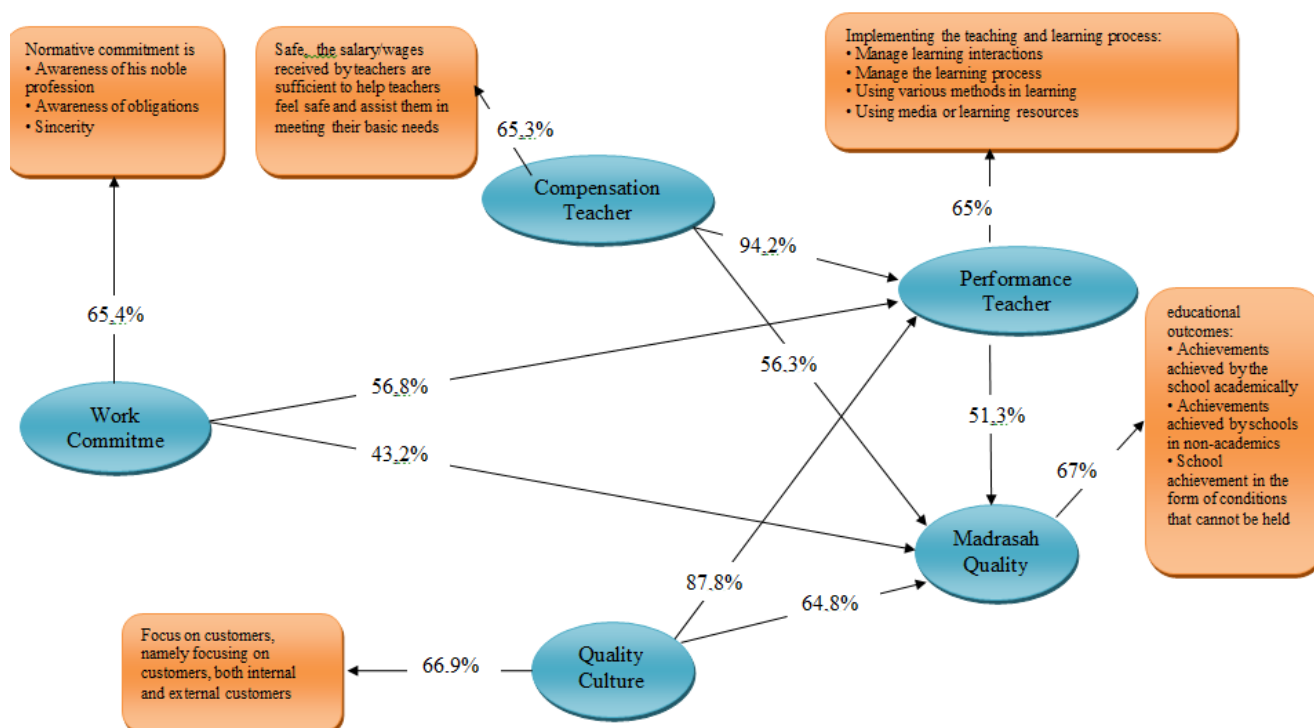 Normative commitment is
• Awareness of his noble
profession
• Awareness of obligations
• Sincerity
Safe, the salary/wages
received by teachers are
sufficient to help teachers
feel safe and assist them in
meeting their basic needs
Implementing the teaching and learning process:
• Manage learning interactions
• Manage the learning process
• Using various methods in learning
• Using media or learning resources
65.3%
Compensation
Teacher
65%
94.2%
Performance
Teacher
65.4%
educational
outcomes:
• Achievements
achieved by the
school academically
• Achievements
achieved by schools
in non-academics
• School
achievement in the
form of conditions
that cannot be held
56.3%
56.8%
Work
Commitme
51.3%
43.2%
67%
Madrasah
Quality
87.8%
64.8%
Focus on customers,
namely focusing on
customers, both internal
and external customers
66.9%
Quality
Culture